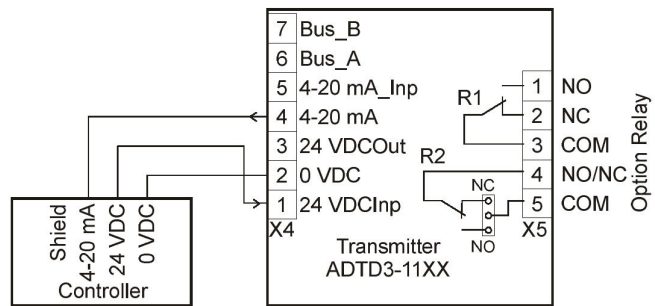 7 Bus_B
6 Bus_A
5 4-20 mA_Inp
4 4-20 mA
3 24 VDCOut
2 0 VDC
1 24 VDCInp
X4
R1
R2
NC
NO
1 NO
2 NC
3 COM
4 NO/NC
5 COM
X5
Option Relay
Transmitter
ADTD3-11XX
Shield
4-20 mA
24 VDC
0 VDC
Controller